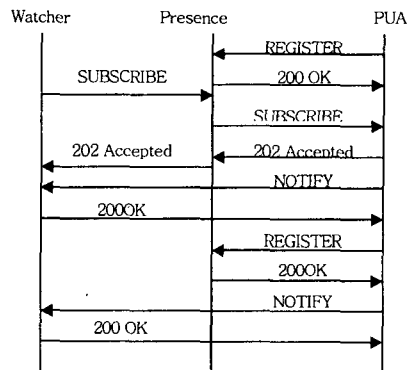 Watcher Presence PUA
REGISTER
SUBSCRIBE 200 OK
SUBSCRIBE
202 Accepted 202 Accepted
NOTIFY
200OK
REGISTER
200OK
NOTIFY
200 OK